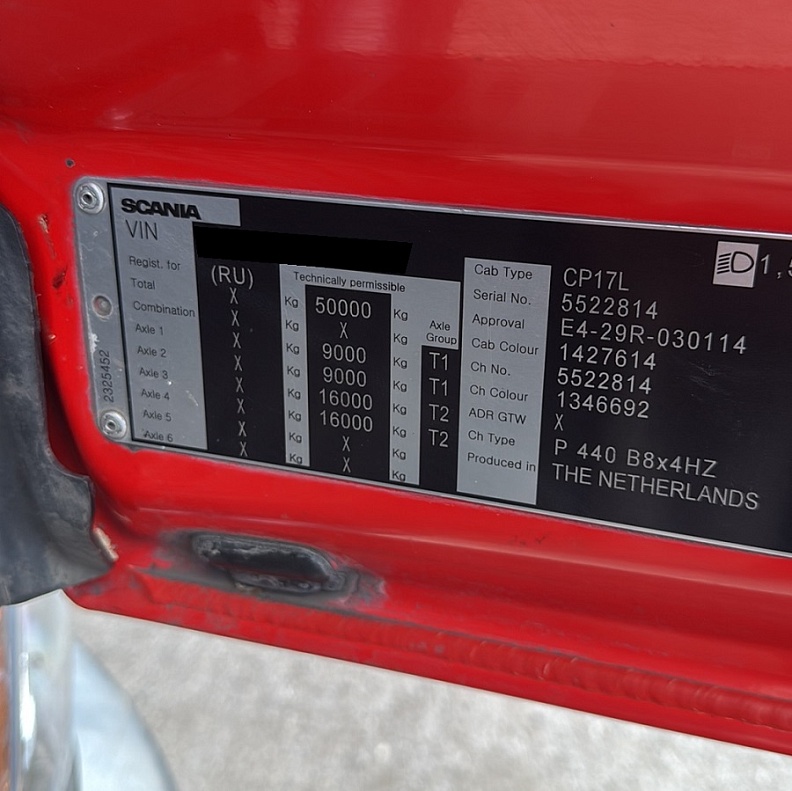 SCANIA
VIN
Regist. for (RU) Technically permissible
Total X Kg 50000 Kg
Combination X Kg X Kg Axle Group
Axle 1 X Kg 9000 Kg T1
Axle 2 X Kg 9000 Kg T1
Axle 3 X Kg 16000 Kg T2
Axle 4 X Kg 16000 Kg T2
Axle 5 X Kg X Kg
Axle 6 X Kg X Kg
2325452
Cab Type CP17L
Serial No. 5522814
Approval E4-29R-030114
Cab Colour 1427614
Ch No. 5522814
Ch Colour 1346692
ADR GTW X
Ch Type P 440 B8x4HZ
Produced in THE NETHERLANDS